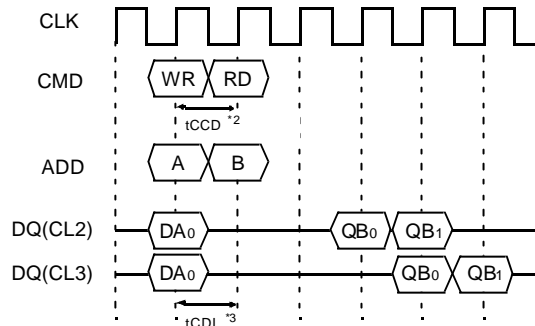 CLK
CMD WR RD
tCCD *2
ADD A B
DQ(CL2) DA0 QB0 QB1
DQ(CL3) DA0 QB0 QB1
tCDL *3